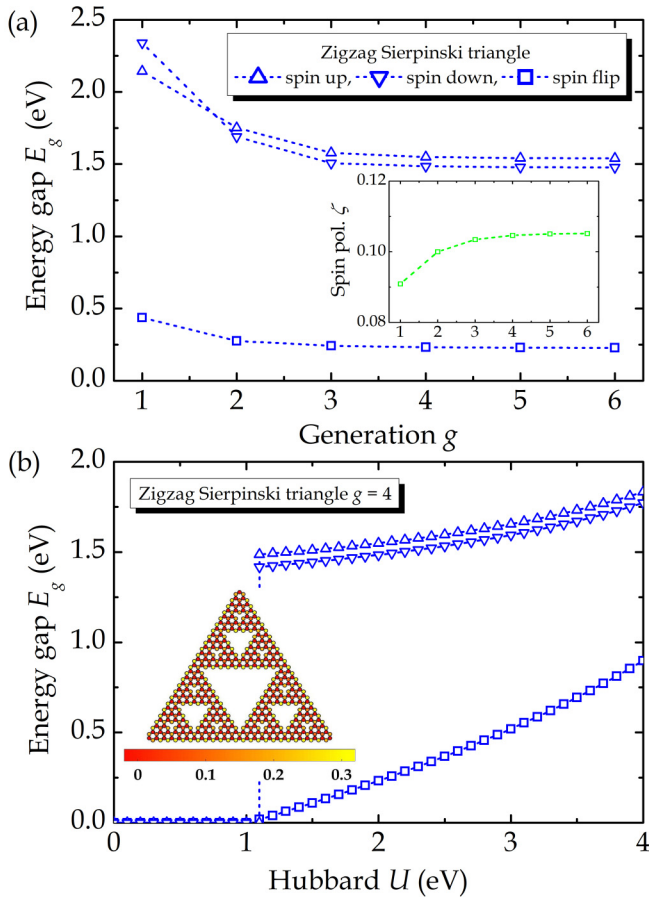 (a)
2.5
2.0
1.5
1.0
0.5
0.0
Energy gap E_g (eV)
Zigzag Sierpinski triangle
spin up, spin down, spin flip
0.12
0.10
0.08
Spin pol. ζ
1 2 3 4 5 6
1 2 3 4 5 6
Generation g
(b)
2.0
1.5
1.0
0.5
0.0
Energy gap E_g (eV)
Zigzag Sierpinski triangle g = 4
0 0.1 0.2 0.3
0 1 2 3 4
Hubbard U (eV)